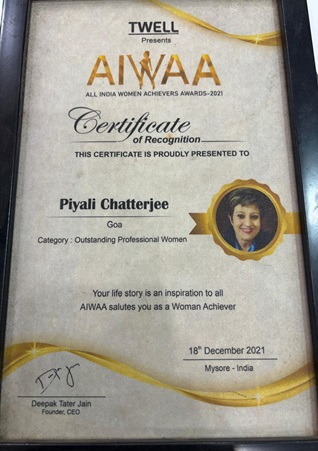 TWELL
Presents
AIWAA
ALL INDIA WOMEN ACHIEVERS AWARDS-2021
Certificate
of Recognition
THIS CERTIFICATE IS PROUDLY PRESENTED TO
Piyali Chatterjee
Goa
Category : Outstanding Professional Women
Your life story is an inspiration to all
AIWAA salutes you as a Woman Achiever
18th December 2021
Mysore - India
Deepak Tater Jain
Founder, CEO